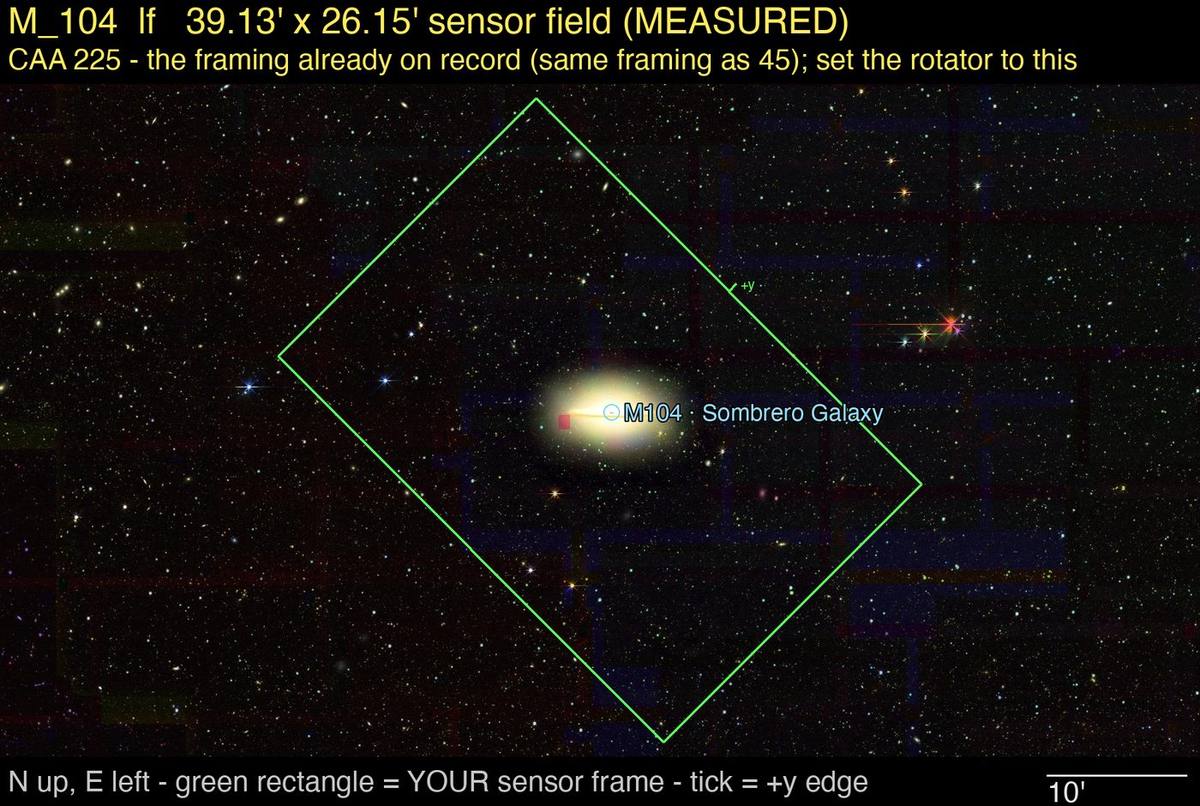 M_104 lf 39.13' x 26.15' sensor field (MEASURED)
CAA 225 - the framing already on record (same framing as 45); set the rotator to this
+y
M104 · Sombrero Galaxy
N up, E left - green rectangle = YOUR sensor frame - tick = +y edge
10'